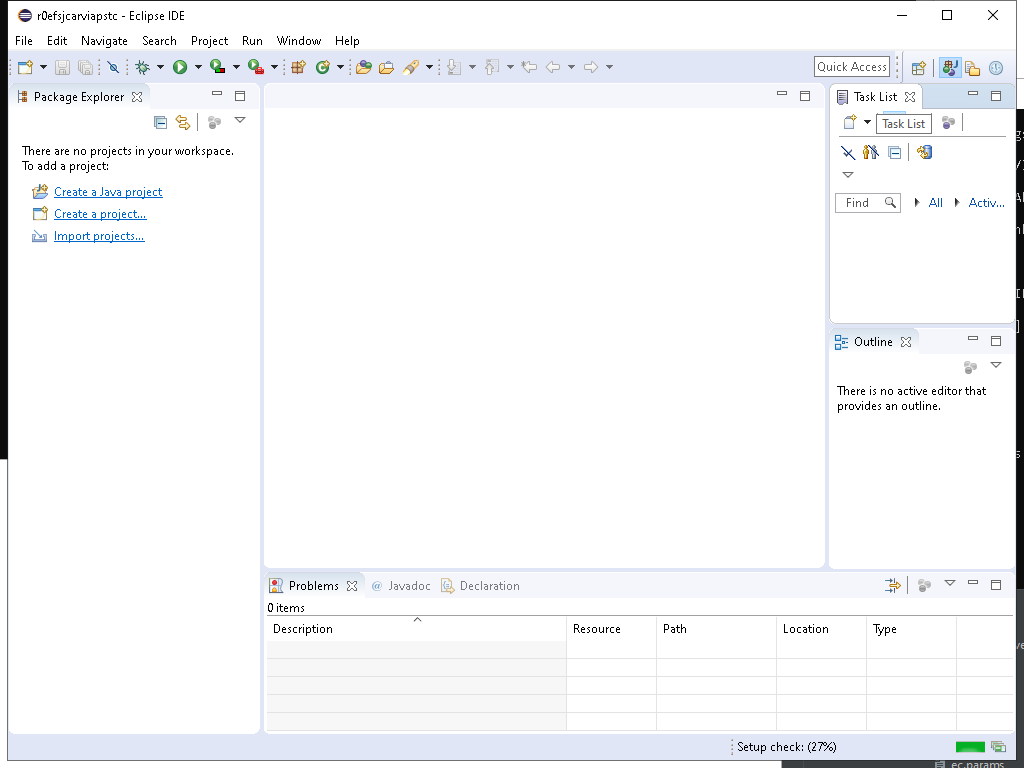 r0efsjcarviapstc - Eclipse IDE
File Edit Navigate Search Project Run Window Help
Quick Access
Package Explorer
Task List
Task List
There are no projects in your workspace.
To add a project:
Create a Java project
Create a project...
Import projects...
Find
All
Activ...
Outline
There is no active editor that
provides an outline.
Problems
@ Javadoc
Declaration
0 items
Description Resource Path Location Type
Setup check: (27%)
ec.params